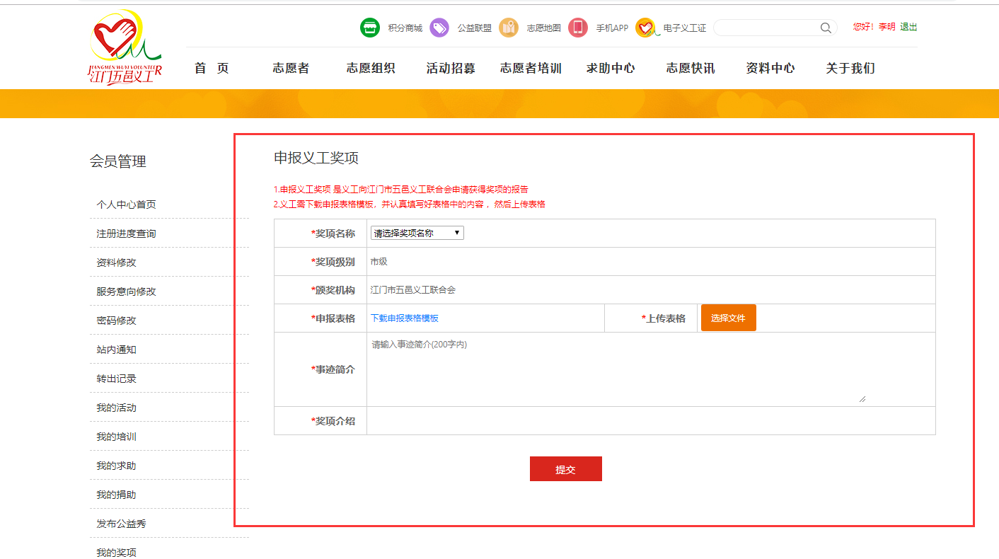 积分商城 公益联盟 志愿地图 手机APP 电子义工证 您好！李明 退出
JIANGMEN WUYI VOLUNTEER
江门五邑义工
首 页 志愿者 志愿组织 活动招募 志愿者培训 求助中心 志愿快讯 资料中心 关于我们
会员管理
个人中心首页
注册进度查询
资料修改
服务意向修改
密码修改
站内通知
转出记录
我的活动
我的培训
我的求助
我的捐助
发布公益秀
我的奖项
申报义工奖项
1.申报义工奖项 是义工向江门市五邑义工联合会申请获得奖项的报告
2.义工需下载申报表格模板，并认真填写好表格中的内容 ，然后上传表格
*奖项名称 请选择奖项名称
*奖项级别 市级
*颁奖机构 江门市五邑义工联合会
*申报表格 下载申报表格模板 *上传表格 选择文件
*事迹简介 请输入事迹简介(200字内)
*奖项介绍
提交